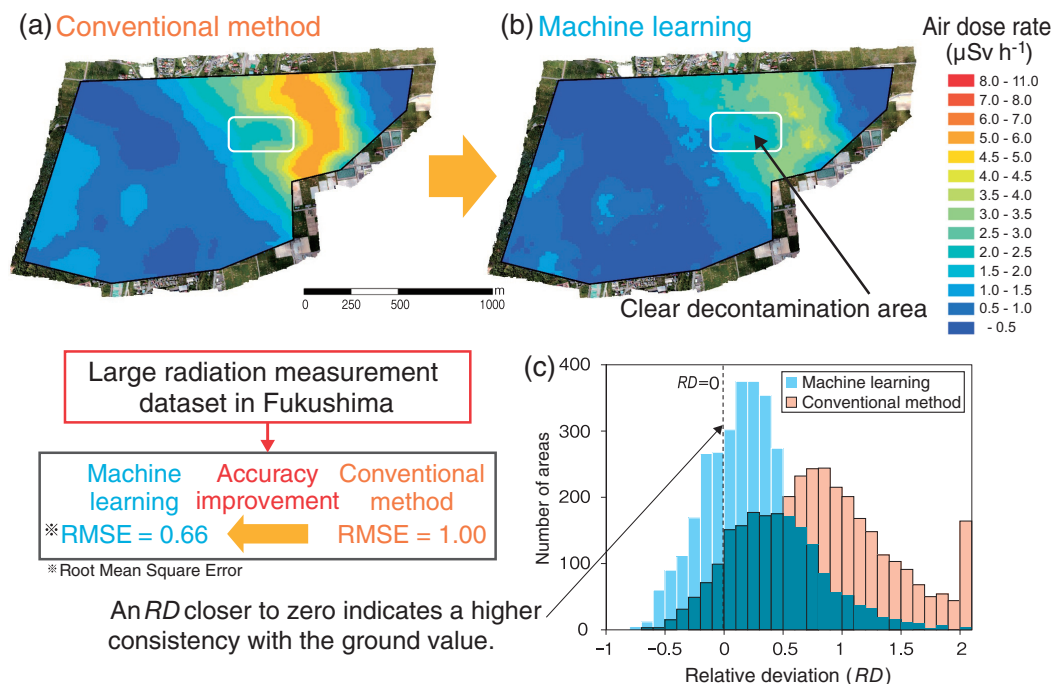 (a) Conventional method
(b) Machine learning
Air dose rate
(μSv h⁻¹)
8.0 - 11.0
7.0 - 8.0
6.0 - 7.0
5.0 - 6.0
4.5 - 5.0
4.0 - 4.5
3.5 - 4.0
3.0 - 3.5
2.5 - 3.0
2.0 - 2.5
1.5 - 2.0
1.0 - 1.5
0.5 - 1.0
- 0.5
m
0 250 500 1000
Clear decontamination area
Large radiation measurement
dataset in Fukushima
Machine
learning
Accuracy
improvement
Conventional
method
※RMSE = 0.66
RMSE = 1.00
※Root Mean Square Error
An RD closer to zero indicates a higher
consistency with the ground value.
(c)
RD=0
Machine learning
Conventional method
Number of areas
400
300
200
100
0
−1 −0.5 0 0.5 1 1.5 2
Relative deviation (RD)